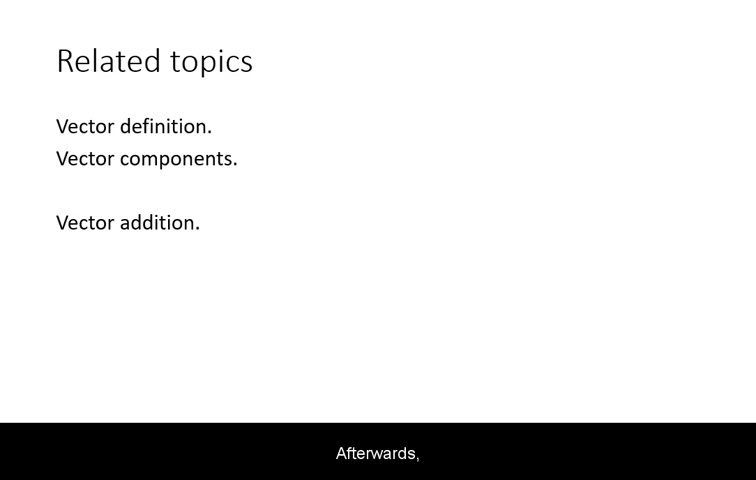 Related topics
Vector definition.
Vector components.
Vector addition.
Afterwards,